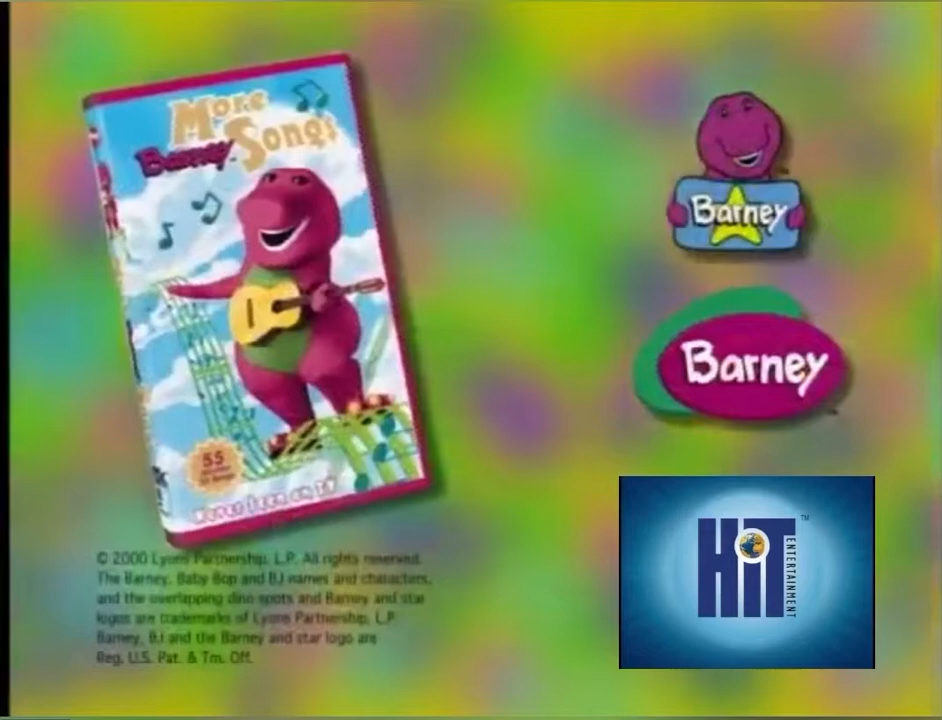 More
Barney Songs
55
Never Seen on TV
© 2000 Lyons Partnership, L.P. All rights reserved.
The Barney, Baby Bop and BJ names and characters,
and the overlapping dino spots and Barney and star
logos are trademarks of Lyons Partnership, L.P.
Barney, BJ and the Barney and star logo are
Reg. U.S. Pat. & Tm. Off.
Barney
Barney
HiT
ENTERTAINMENT
TM